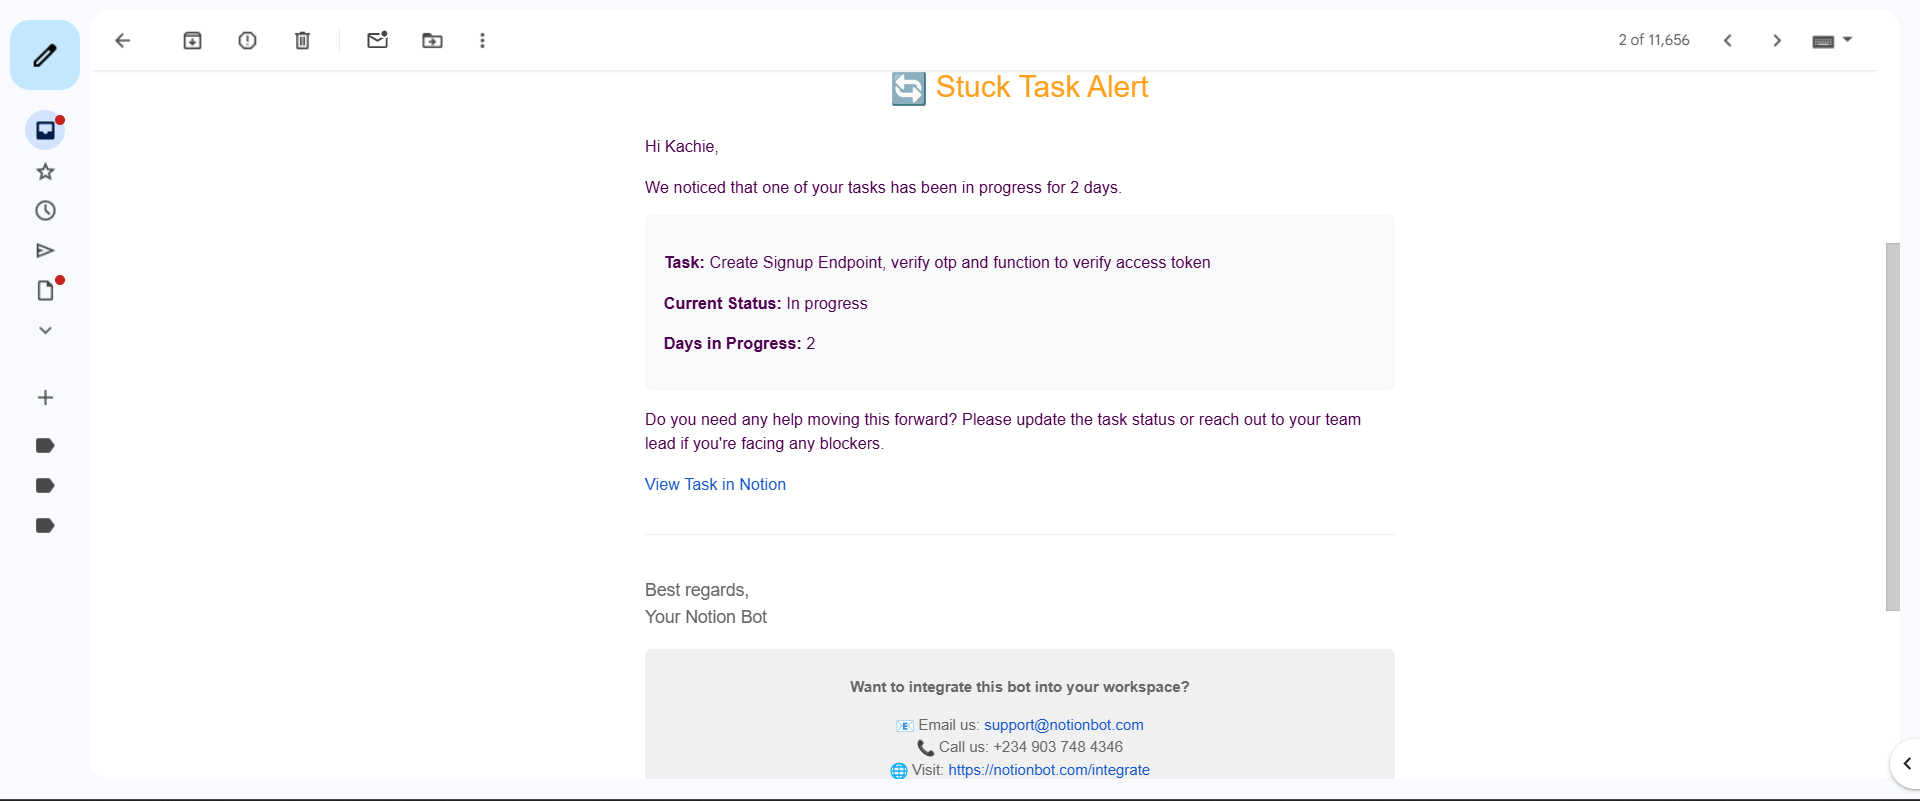 2 of 11,656
🔄 Stuck Task Alert
Hi Kachie,
We noticed that one of your tasks has been in progress for 2 days.
Task: Create Signup Endpoint, verify otp and function to verify access token
Current Status: In progress
Days in Progress: 2
Do you need any help moving this forward? Please update the task status or reach out to your team
lead if you're facing any blockers.
View Task in Notion
Best regards,
Your Notion Bot
Want to integrate this bot into your workspace?
📧 Email us: support@notionbot.com
📞 Call us: +234 903 748 4346
🌐 Visit: https://notionbot.com/integrate